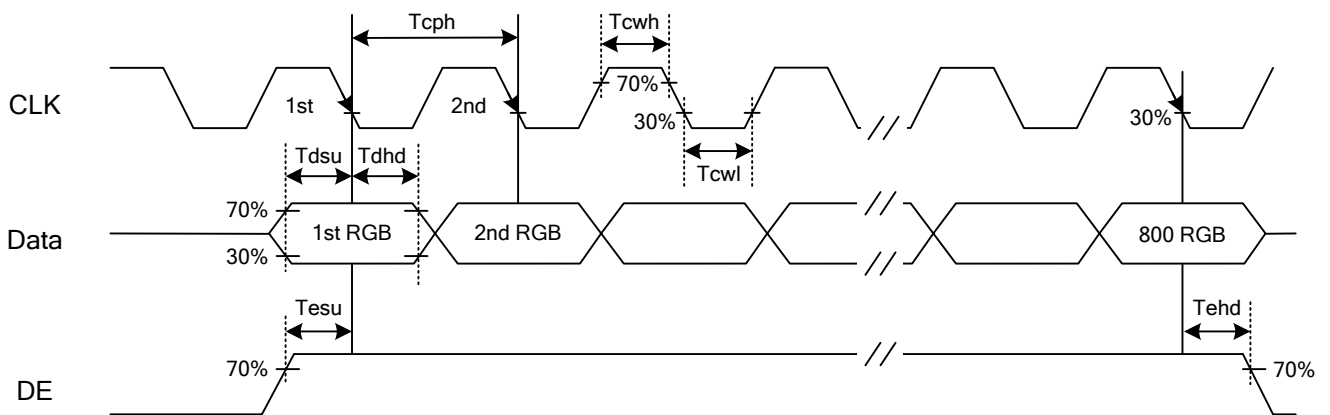 Tcph
Tcwh
CLK
1st
2nd
70%
30%
30%
Tdsu
Tdhd
Tcwl
70%
Data
1st RGB
2nd RGB
800 RGB
30%
Tesu
Tehd
70%
70%
DE